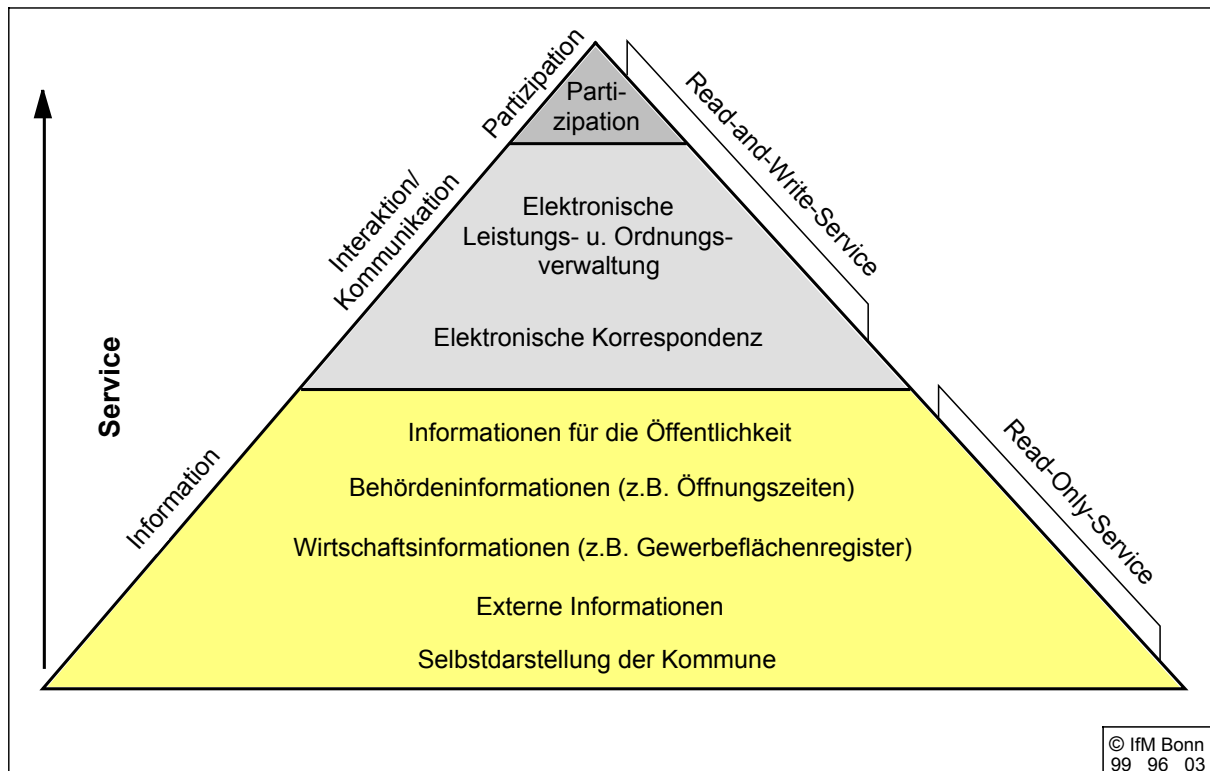 Partizipation
Read-and-Write-Service
Parti-
zipation
Interaktion/
Kommunikation
Elektronische
Leistungs- u. Ordnungs-
verwaltung
Elektronische Korrespondenz
Service
Information
Read-Only-Service
Informationen für die Öffentlichkeit
Behördeninformationen (z.B. Öffnungszeiten)
Wirtschaftsinformationen (z.B. Gewerbeflächenregister)
Externe Informationen
Selbstdarstellung der Kommune
© IfM Bonn
99 96 03